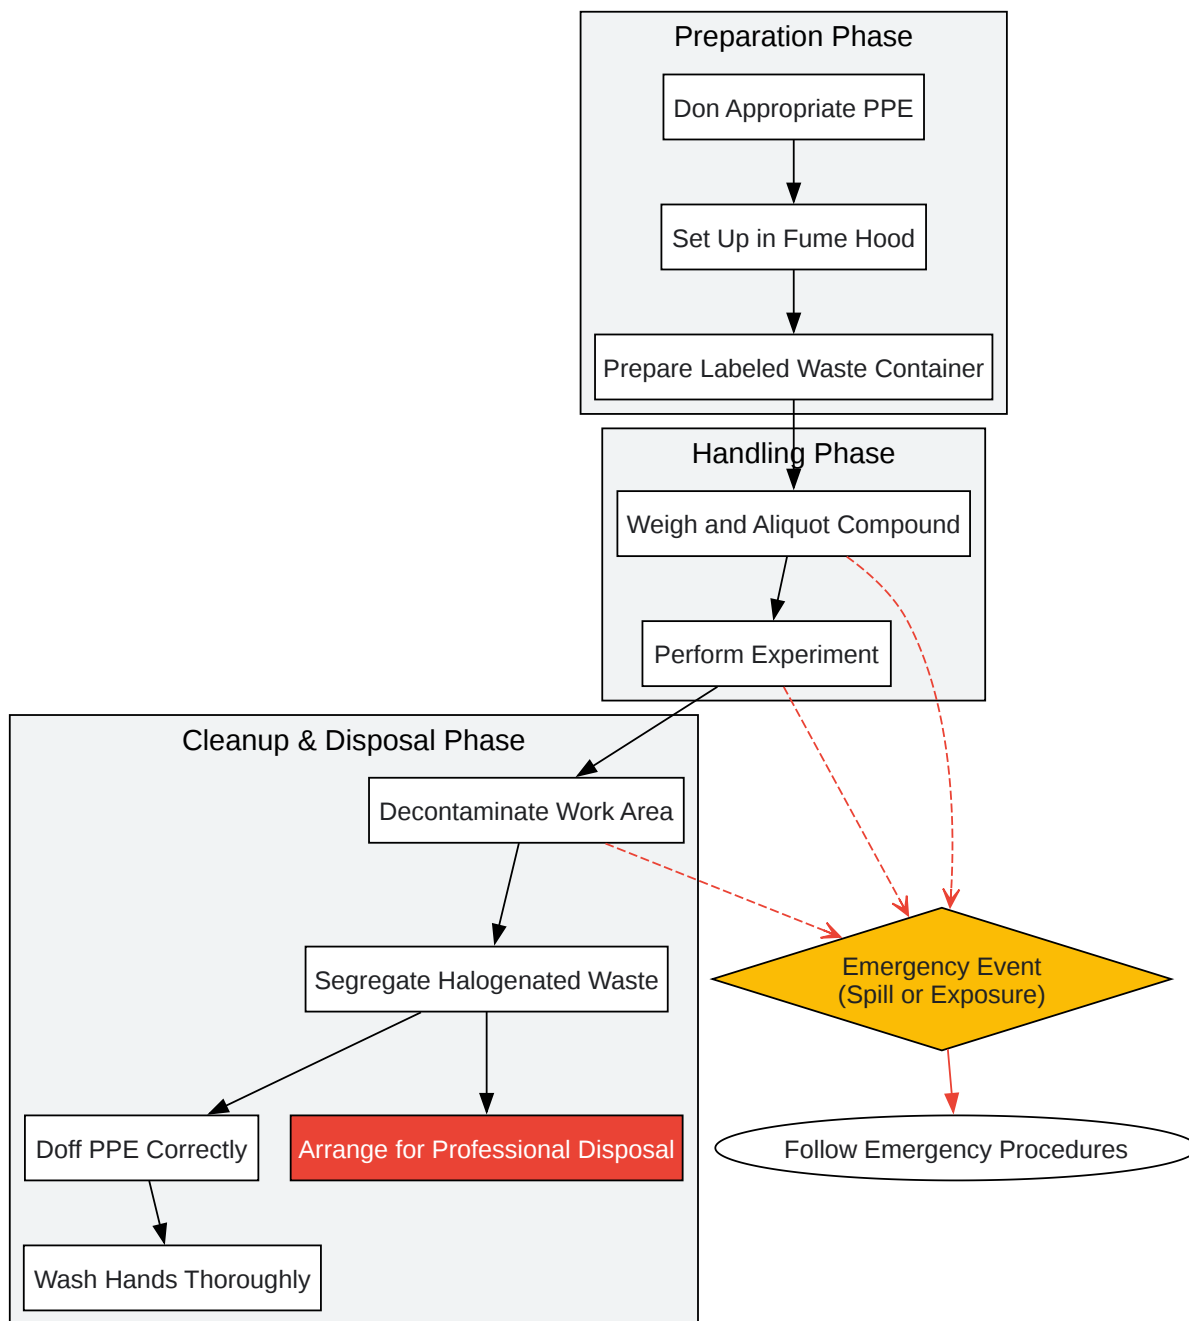 Preparation Phase
Don Appropriate PPE
Set Up in Fume Hood
Prepare Labeled Waste Container
Handling Phase
Weigh and Aliquot Compound
Perform Experiment
Cleanup & Disposal Phase
Decontaminate Work Area
Segregate Halogenated Waste
Emergency Event
(Spill or Exposure)
Doff PPE Correctly
Arrange for Professional Disposal
Follow Emergency Procedures
Wash Hands Thoroughly